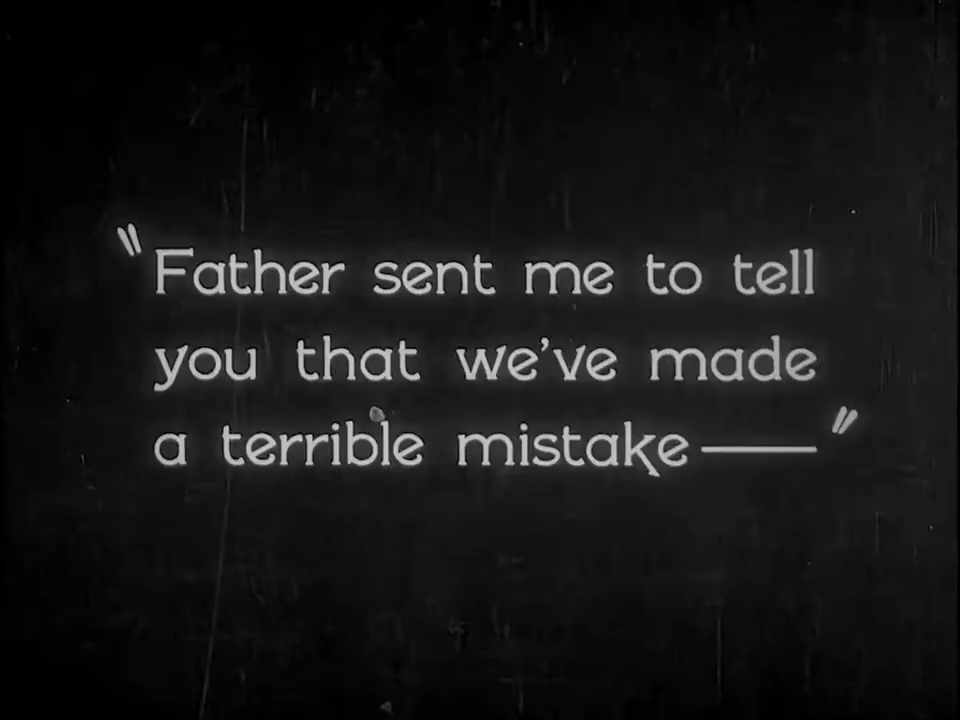 "Father sent me to tell
you that we've made
a terrible mistake——"